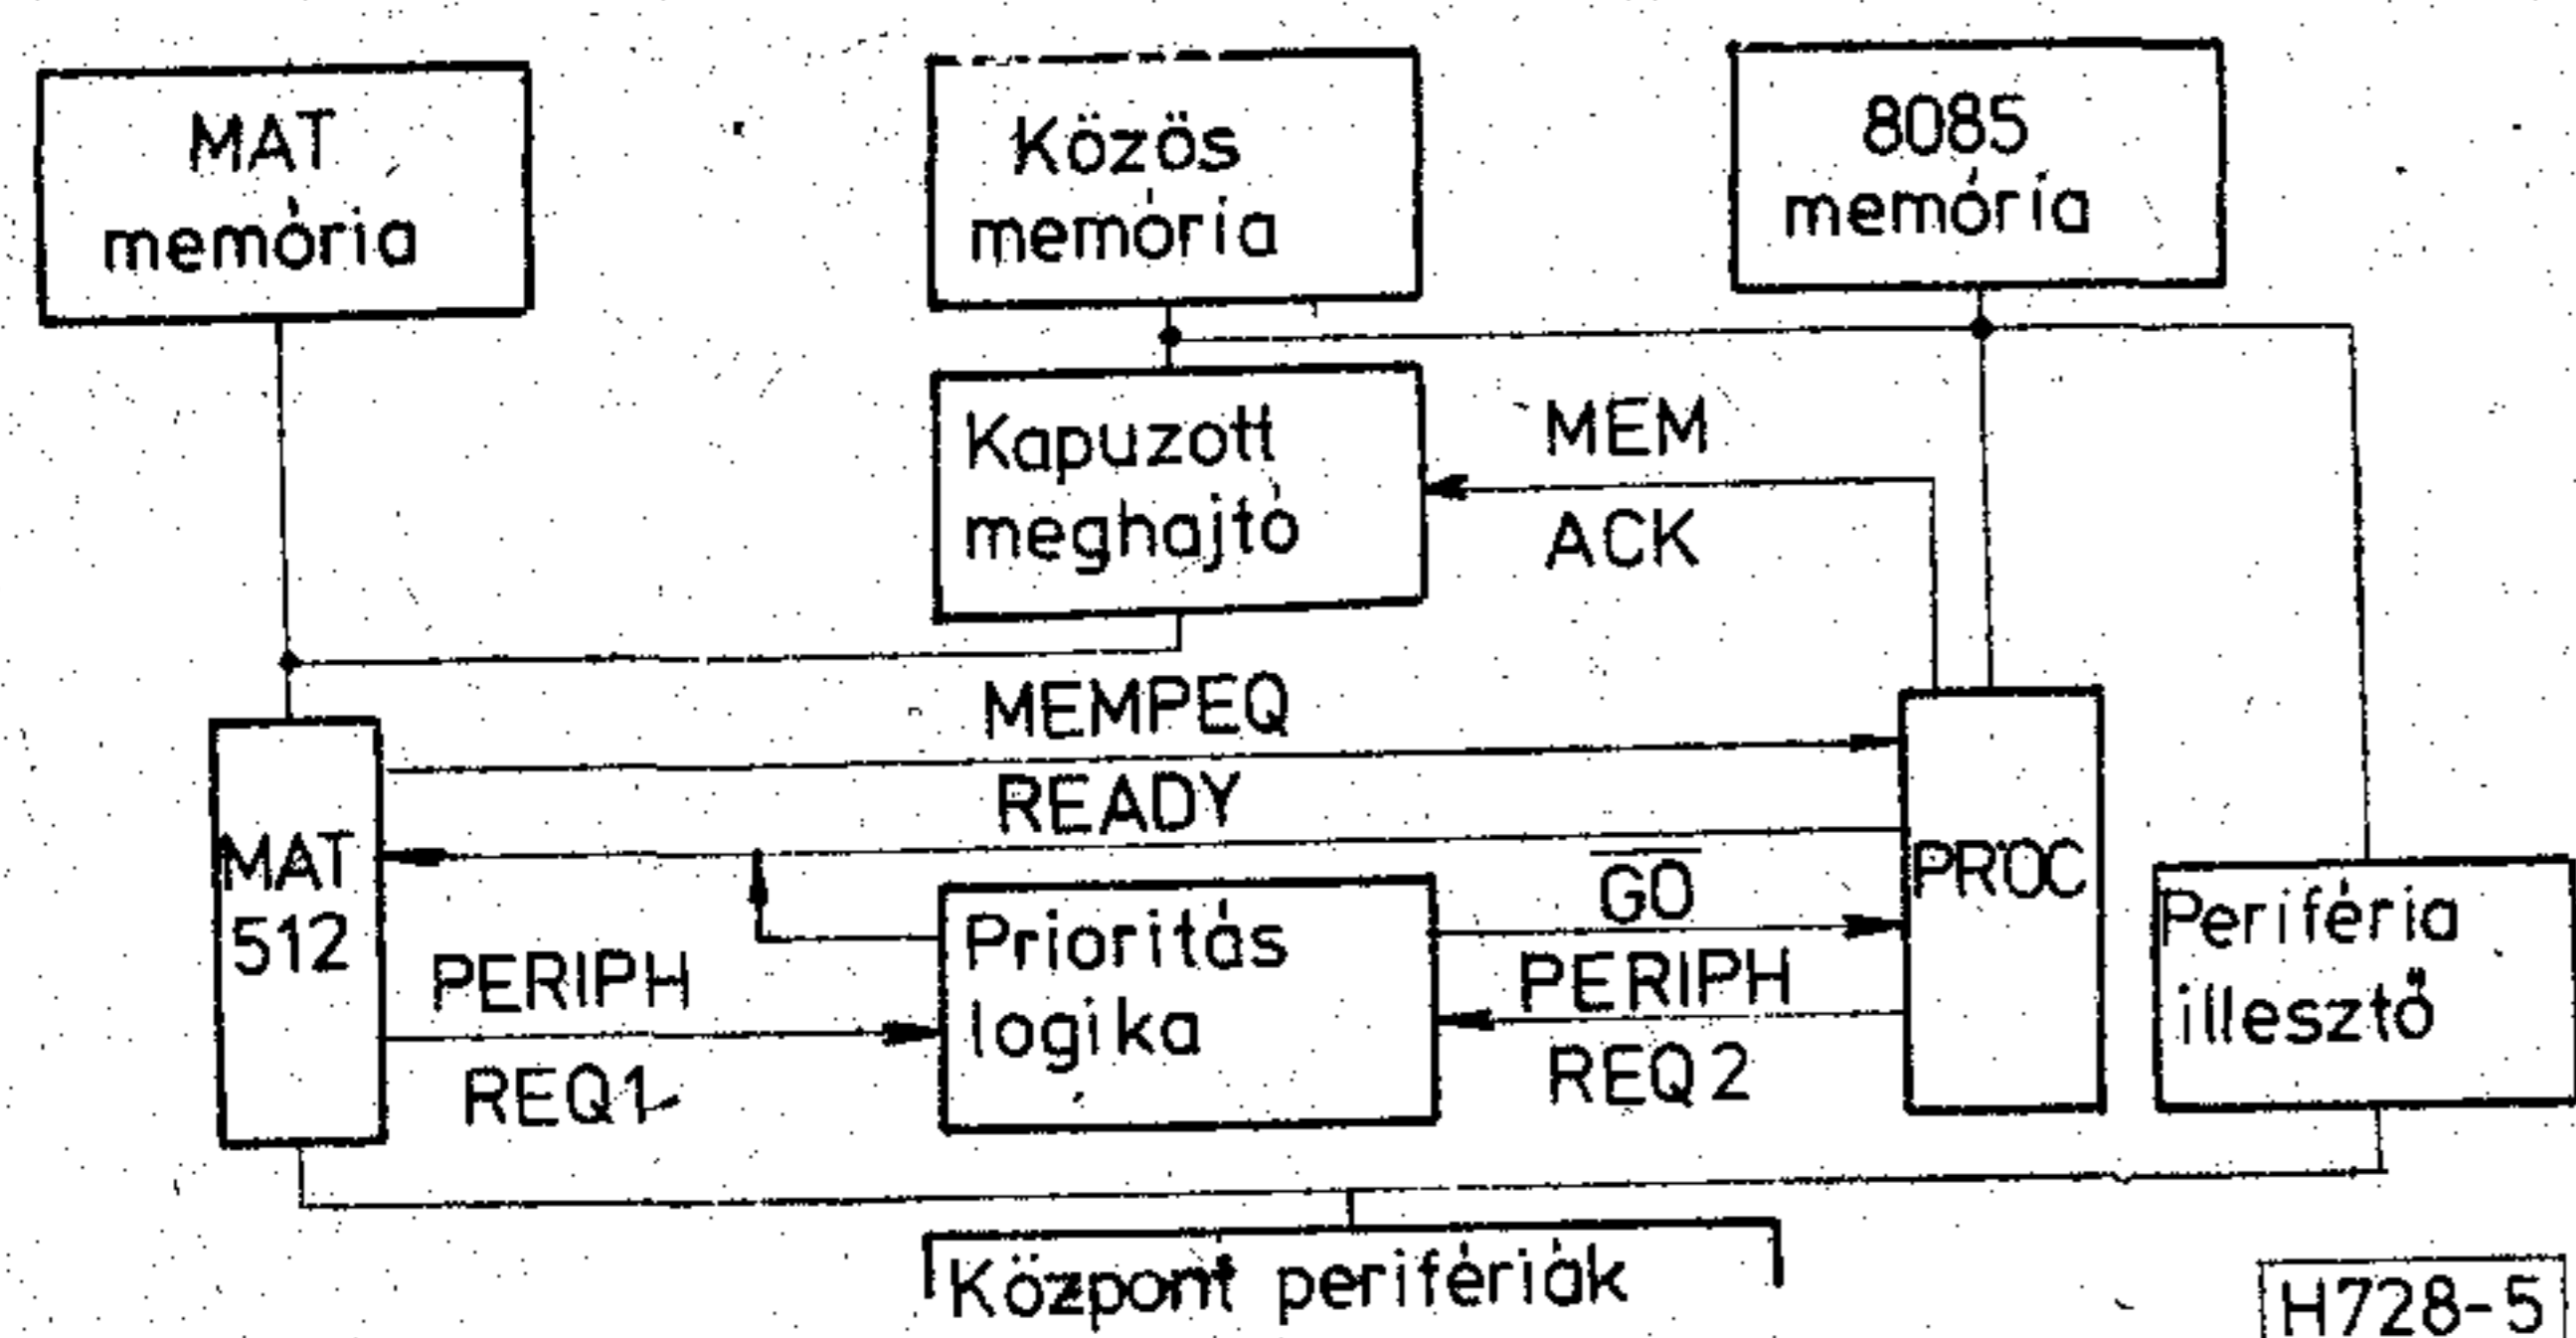 MAT
memória
Közös
memória
8085
memória
Kapuzott
meghajtó
MEM
ACK
MEMPEQ
READY
MAT
512
PERIPH
REQ1
Prioritás
logika
GO
PERIPH
REQ2
PROC
Periféria
illesztő
Központ perifériák
H728-5